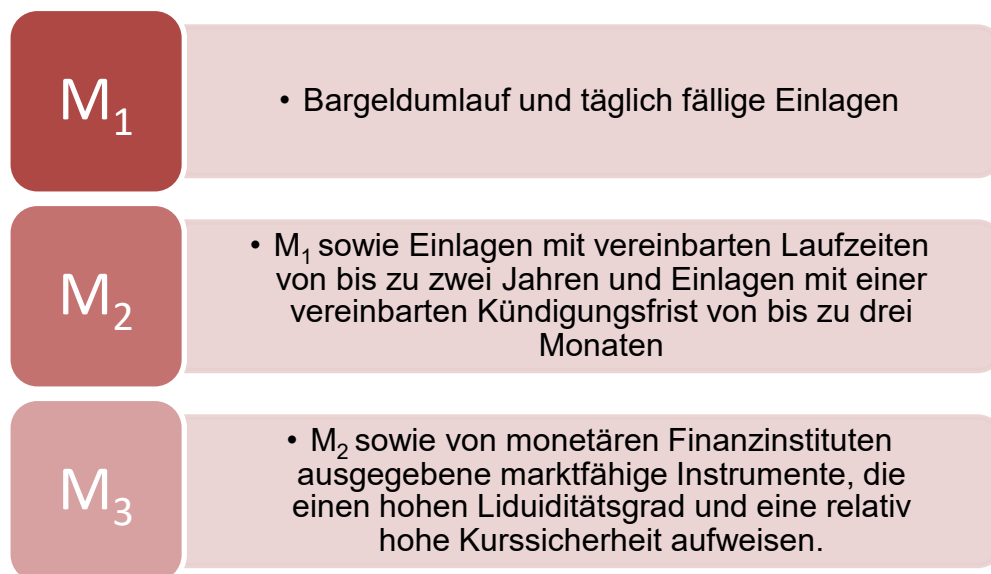 M₁
• Bargeldumlauf und täglich fällige Einlagen
M₂
• M₁ sowie Einlagen mit vereinbarten Laufzeiten
von bis zu zwei Jahren und Einlagen mit einer
vereinbarten Kündigungsfrist von bis zu drei
Monaten
M₃
• M₂ sowie von monetären Finanzinstituten
ausgegebene marktfähige Instrumente, die
einen hohen Liduiditätsgrad und eine relativ
hohe Kurssicherheit aufweisen.